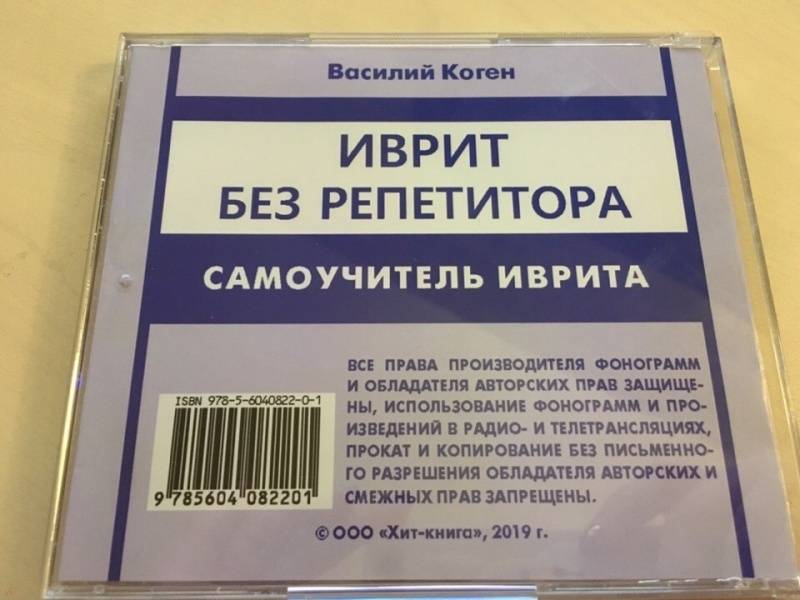 Василий Коген
ИВРИТ
БЕЗ РЕПЕТИТОРА
САМОУЧИТЕЛЬ ИВРИТА
ВСЕ ПРАВА ПРОИЗВОДИТЕЛЯ ФОНОГРАММ
И ОБЛАДАТЕЛЯ АВТОРСКИХ ПРАВ ЗАЩИЩЕ-
НЫ, ИСПОЛЬЗОВАНИЕ ФОНОГРАММ И ПРО-
ИЗВЕДЕНИЙ В РАДИО- И ТЕЛЕТРАНСЛЯЦИЯХ,
ПРОКАТ И КОПИРОВАНИЕ БЕЗ ПИСЬМЕННО-
ГО РАЗРЕШЕНИЯ ОБЛАДАТЕЛЯ АВТОРСКИХ И
СМЕЖНЫХ ПРАВ ЗАПРЕЩЕНЫ.
ISBN 978-5-6040822-0-1
9 785604 082201
© ООО «Хит-книга», 2019 г.